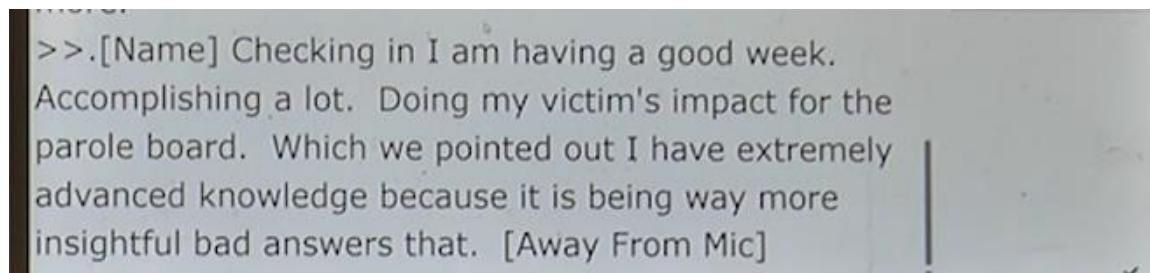 >>.[Name] Checking in I am having a good week.
Accomplishing a lot.  Doing my victim's impact for the
parole board.  Which we pointed out I have extremely
advanced knowledge because it is being way more
insightful bad answers that.  [Away From Mic]